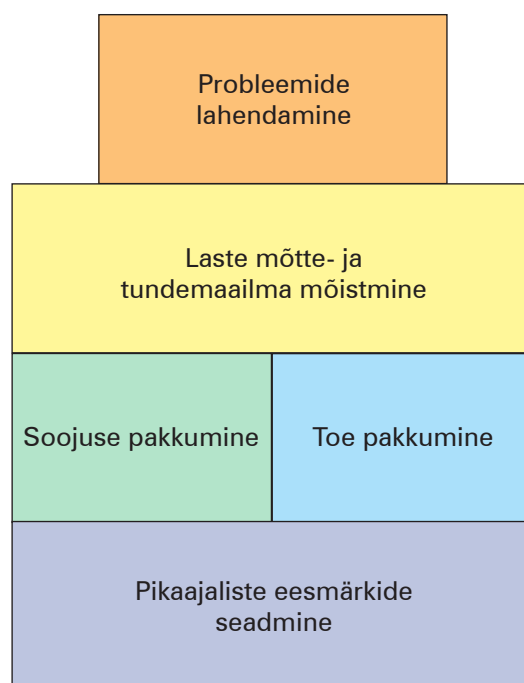 Probleemide
lahendamine
Laste mõtte- ja
tundemaailma mõistmine
Soojuse pakkumine
Toe pakkumine
Pikaajaliste eesmärkide
seadmine